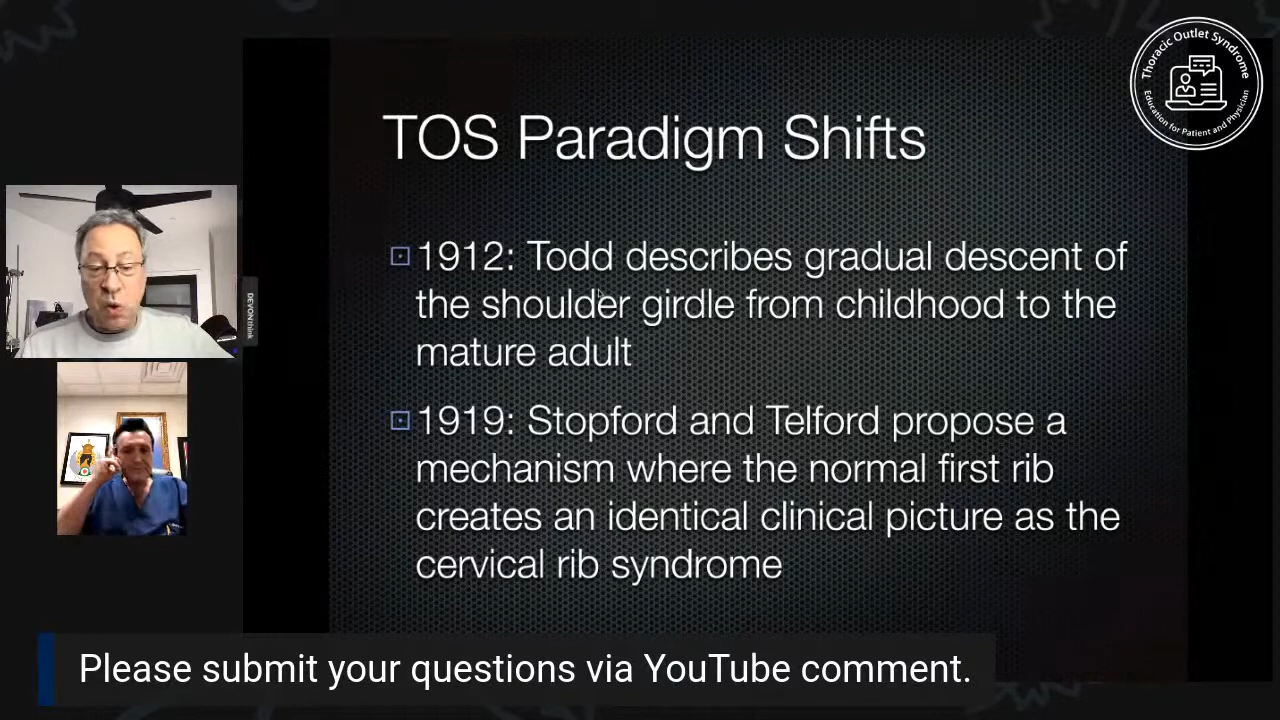 Thoracic Outlet Syndrome
Education for Patient and Physician
TOS Paradigm Shifts
1912: Todd describes gradual descent of
the shoulder girdle from childhood to the
mature adult
1919: Stopford and Telford propose a
mechanism where the normal first rib
creates an identical clinical picture as the
cervical rib syndrome
DEVONthink
Please submit your questions via YouTube comment.